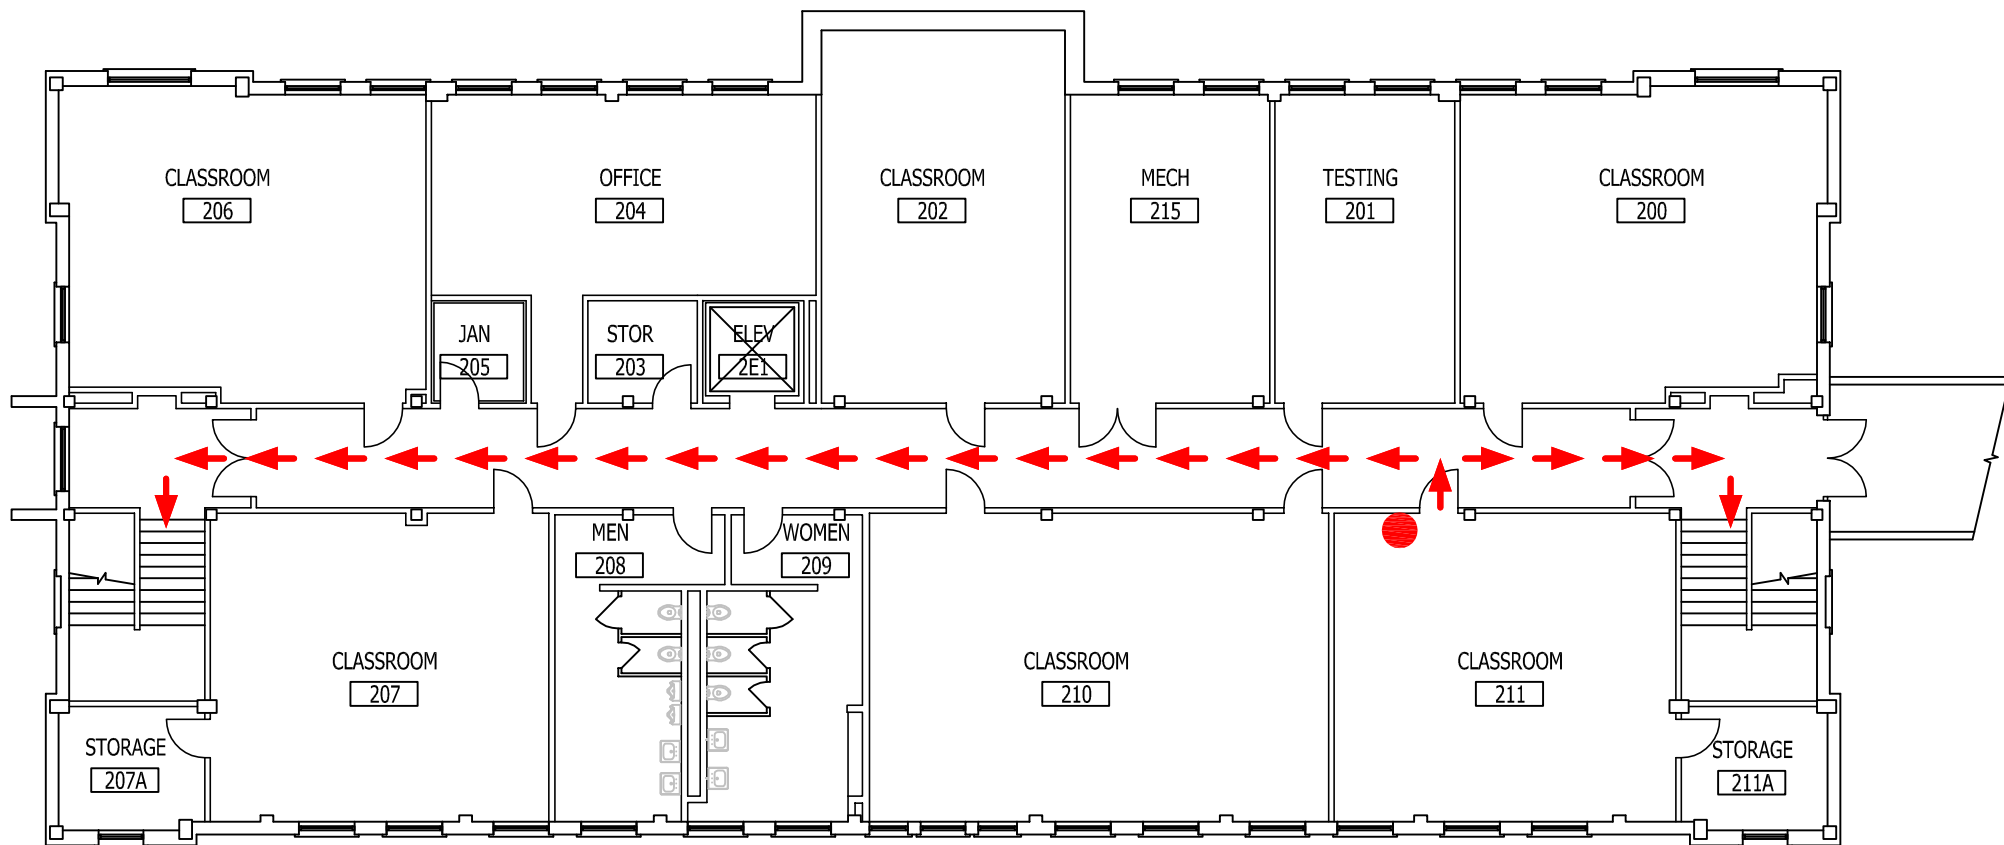 CLASSROOM
206
OFFICE
204
CLASSROOM
202
MECH
215
TESTING
201
CLASSROOM
200
JAN
205
STOR
203
ELEV
2E1
MEN
208
WOMEN
209
CLASSROOM
207
CLASSROOM
210
CLASSROOM
211
STORAGE
207A
STORAGE
211A